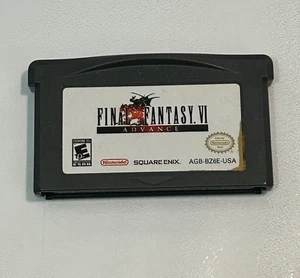 FINAL FANTASY VI
ADVANCE
E
Nintendo SQUARE ENIX AGB-BZ6E-USA